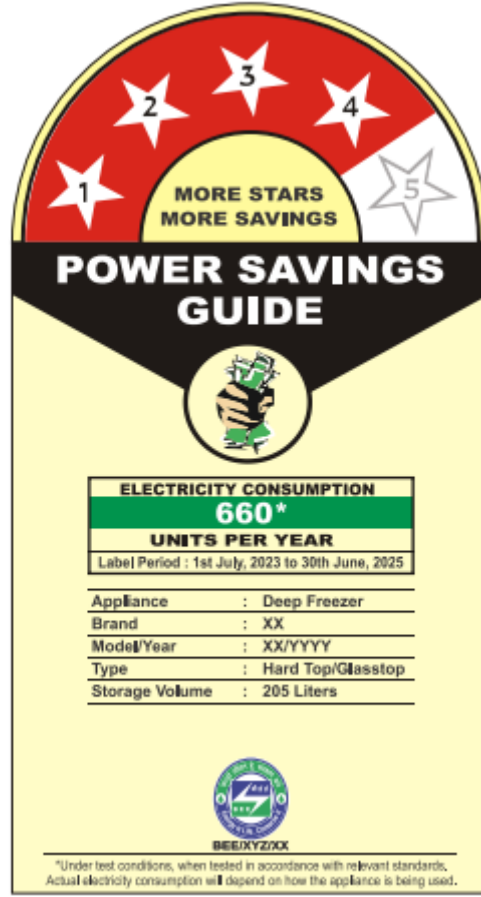 1
2
3
4
5
MORE STARS
MORE SAVINGS
POWER SAVINGS
GUIDE
ELECTRICITY CONSUMPTION
660*
UNITS PER YEAR
Label Period : 1st July, 2023 to 30th June, 2025
Appliance : Deep Freezer
Brand : XX
Model/Year : XX/YYYY
Type : Hard Top/Glasstop
Storage Volume : 205 Liters
BEE/XYZ/XX
*Under test conditions, when tested in accordance with relevant standards.
Actual electricity consumption will depend on how the appliance is being used.